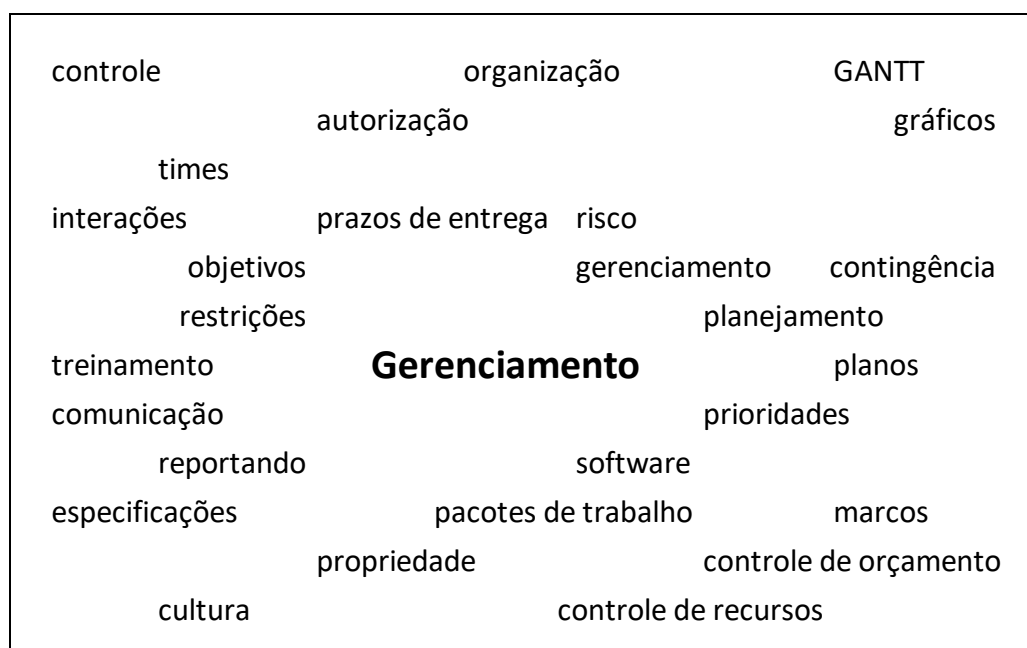 controle organização GANTT
autorização gráficos
times
interações prazos de entrega risco
objetivos gerenciamento contingência
restrições planejamento
treinamento Gerenciamento planos
comunicação prioridades
reportando software
especificações pacotes de trabalho marcos
propriedade controle de orçamento
cultura controle de recursos